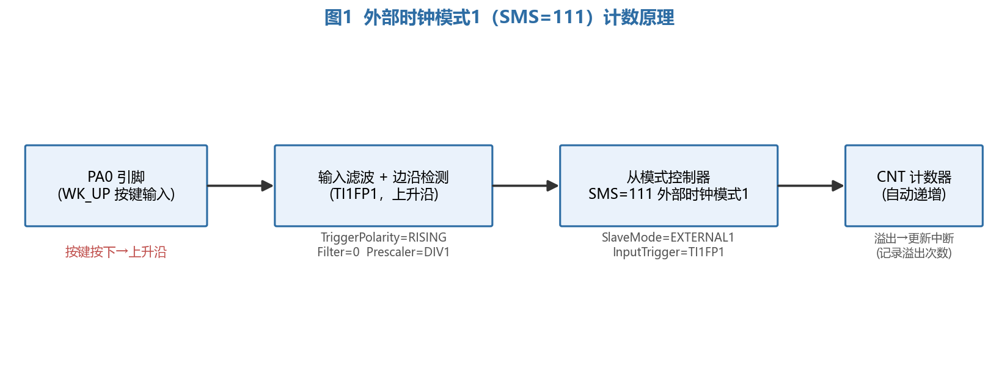 图1  外部时钟模式1（SMS=111）计数原理
PA0 引脚
(WK_UP 按键输入)
按键按下→上升沿
输入滤波 + 边沿检测
(TI1FP1，上升沿)
TriggerPolarity=RISING
Filter=0  Prescaler=DIV1
从模式控制器
SMS=111 外部时钟模式1
SlaveMode=EXTERNAL1
InputTrigger=TI1FP1
CNT 计数器
(自动递增)
溢出→更新中断
(记录溢出次数)